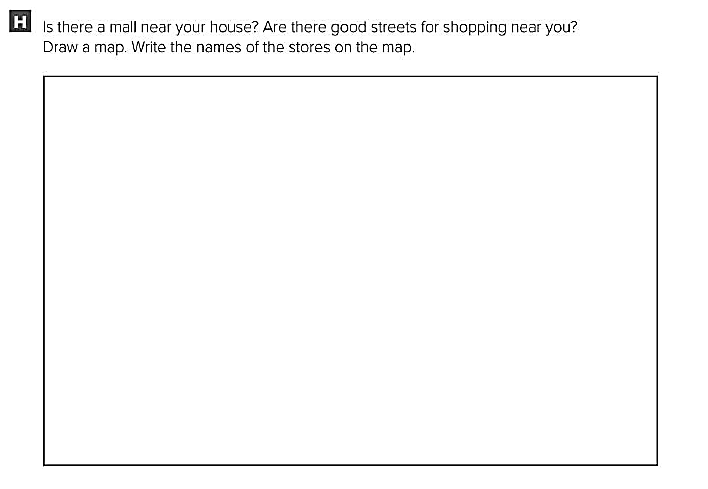 H Is there a mall near your house? Are there good streets for shopping near you?
Draw a map. Write the names of the stores on the map.